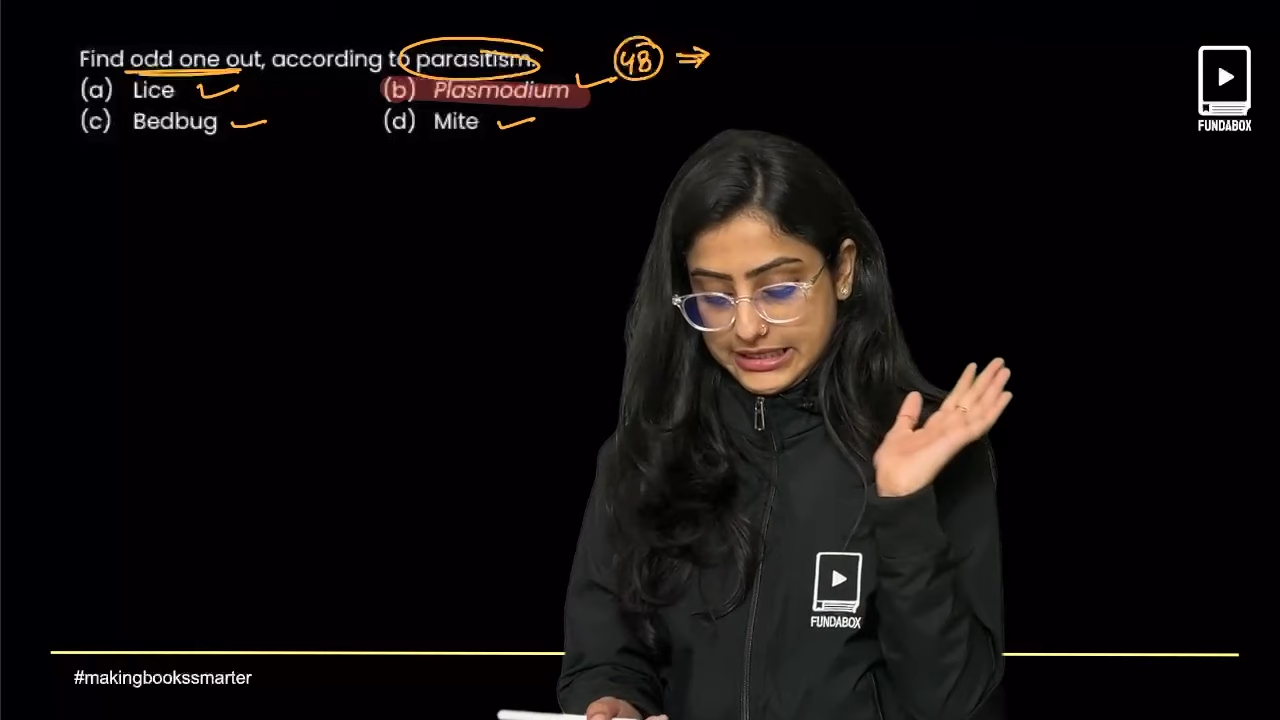 Find odd one out, according to parasitism. 48 ⇒
(a) Lice (b) Plasmodium
(c) Bedbug (d) Mite
FUNDABOX
FUNDABOX
#makingbookssmarter